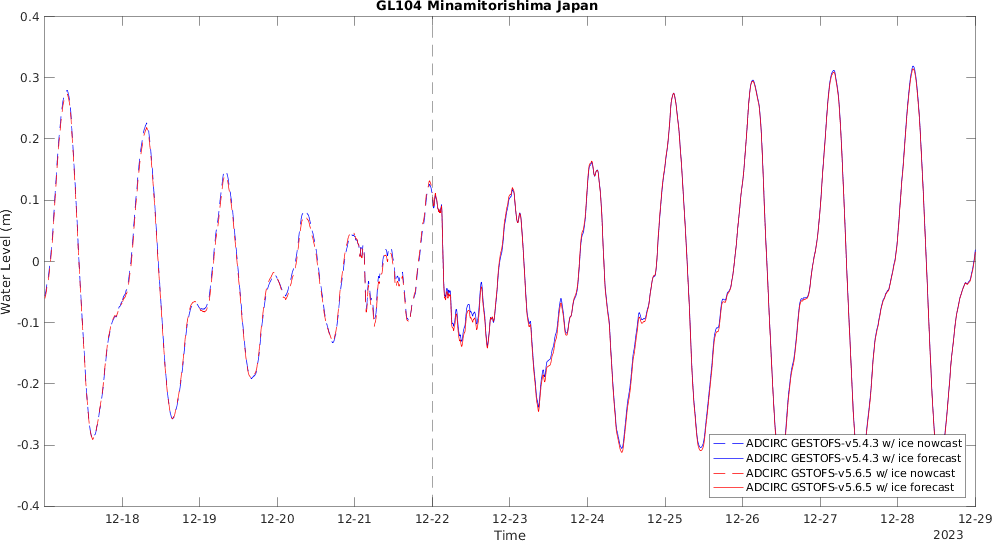 GL104 Minamitorishima Japan
0.4
0.3
0.2
0.1
0
-0.1
-0.2
-0.3
-0.4
Water Level (m)
ADCIRC GESTOFS-v5.4.3 w/ ice nowcast
ADCIRC GESTOFS-v5.4.3 w/ ice forecast
ADCIRC GSTOFS-v5.6.5 w/ ice nowcast
ADCIRC GSTOFS-v5.6.5 w/ ice forecast
12-18 12-19 12-20 12-21 12-22 12-23 12-24 12-25 12-26 12-27 12-28 12-29
Time
2023